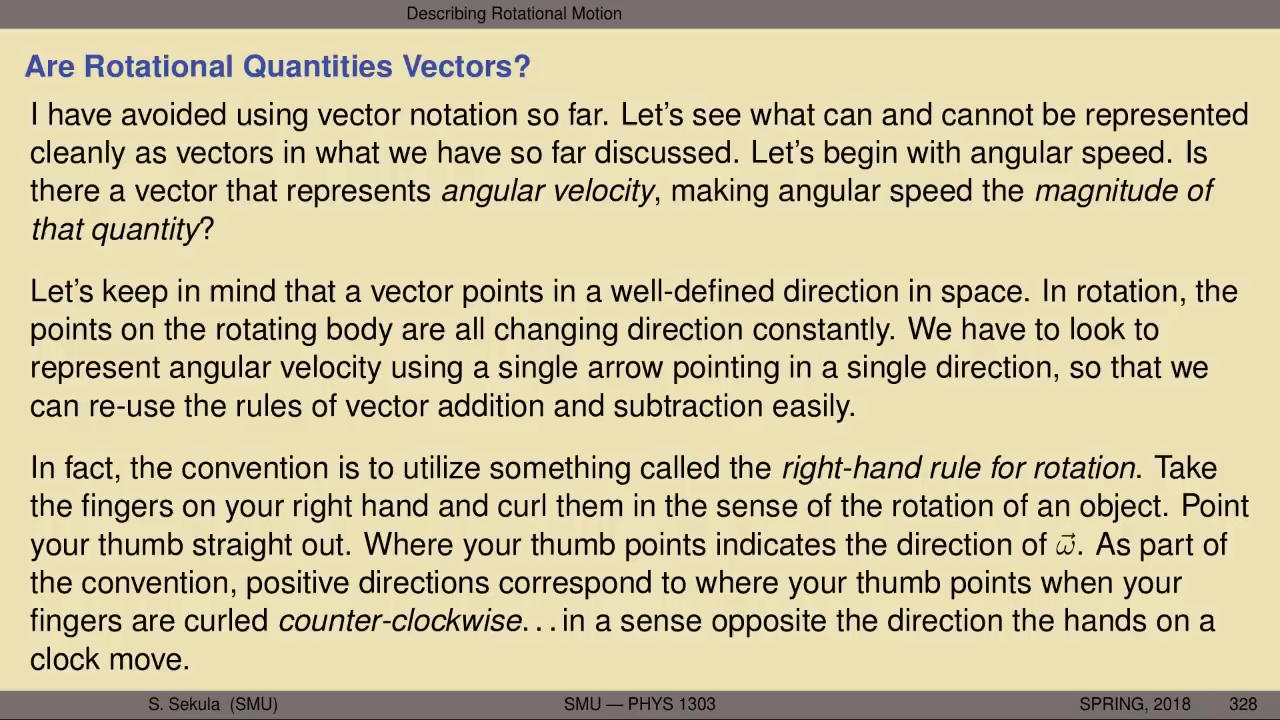 Describing Rotational Motion
Are Rotational Quantities Vectors?
I have avoided using vector notation so far. Let's see what can and cannot be represented
cleanly as vectors in what we have so far discussed. Let's begin with angular speed. Is
there a vector that represents angular velocity, making angular speed the magnitude of
that quantity?
Let's keep in mind that a vector points in a well-defined direction in space. In rotation, the
points on the rotating body are all changing direction constantly. We have to look to
represent angular velocity using a single arrow pointing in a single direction, so that we
can re-use the rules of vector addition and subtraction easily.
In fact, the convention is to utilize something called the right-hand rule for rotation. Take
the fingers on your right hand and curl them in the sense of the rotation of an object. Point
your thumb straight out. Where your thumb points indicates the direction of ω⃗. As part of
the convention, positive directions correspond to where your thumb points when your
fingers are curled counter-clockwise...in a sense opposite the direction the hands on a
clock move.
S. Sekula (SMU) SMU — PHYS 1303 SPRING, 2018 328